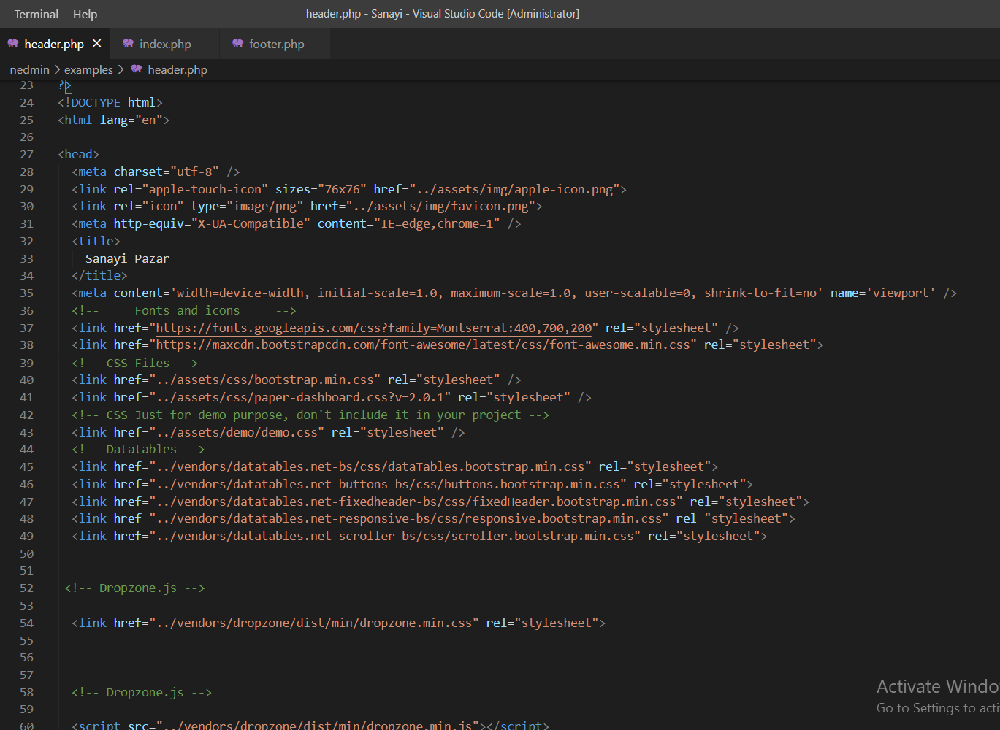 Terminal Help header.php - Sanayi - Visual Studio Code [Administrator]
header.php index.php footer.php
nedmin > examples > header.php
23 ?>
24 <!DOCTYPE html>
25 <html lang="en">
26
27 <head>
28 <meta charset="utf-8" />
29 <link rel="apple-touch-icon" sizes="76x76" href="../assets/img/apple-icon.png">
30 <link rel="icon" type="image/png" href="../assets/img/favicon.png">
31 <meta http-equiv="X-UA-Compatible" content="IE=edge,chrome=1" />
32 <title>
33 Sanayi Pazar
34 </title>
35 <meta content='width=device-width, initial-scale=1.0, maximum-scale=1.0, user-scalable=0, shrink-to-fit=no' name='viewport' />
36 <!--     Fonts and icons     -->
37 <link href="https://fonts.googleapis.com/css?family=Montserrat:400,700,200" rel="stylesheet" />
38 <link href="https://maxcdn.bootstrapcdn.com/font-awesome/latest/css/font-awesome.min.css" rel="stylesheet">
39 <!-- CSS Files -->
40 <link href="../assets/css/bootstrap.min.css" rel="stylesheet" />
41 <link href="../assets/css/paper-dashboard.css?v=2.0.1" rel="stylesheet" />
42 <!-- CSS Just for demo purpose, don't include it in your project -->
43 <link href="../assets/demo/demo.css" rel="stylesheet" />
44 <!-- Datatables -->
45 <link href="../vendors/datatables.net-bs/css/dataTables.bootstrap.min.css" rel="stylesheet">
46 <link href="../vendors/datatables.net-buttons-bs/css/buttons.bootstrap.min.css" rel="stylesheet">
47 <link href="../vendors/datatables.net-fixedheader-bs/css/fixedHeader.bootstrap.min.css" rel="stylesheet">
48 <link href="../vendors/datatables.net-responsive-bs/css/responsive.bootstrap.min.css" rel="stylesheet">
49 <link href="../vendors/datatables.net-scroller-bs/css/scroller.bootstrap.min.css" rel="stylesheet">
50
51
52 <!-- Dropzone.js -->
53
54 <link href="../vendors/dropzone/dist/min/dropzone.min.css" rel="stylesheet">
55
56
57
58 <!-- Dropzone.js -->
59
60 <script src="../vendors/dropzone/dist/min/dropzone.min.js"></script>
Activate Windo
Go to Settings to acti